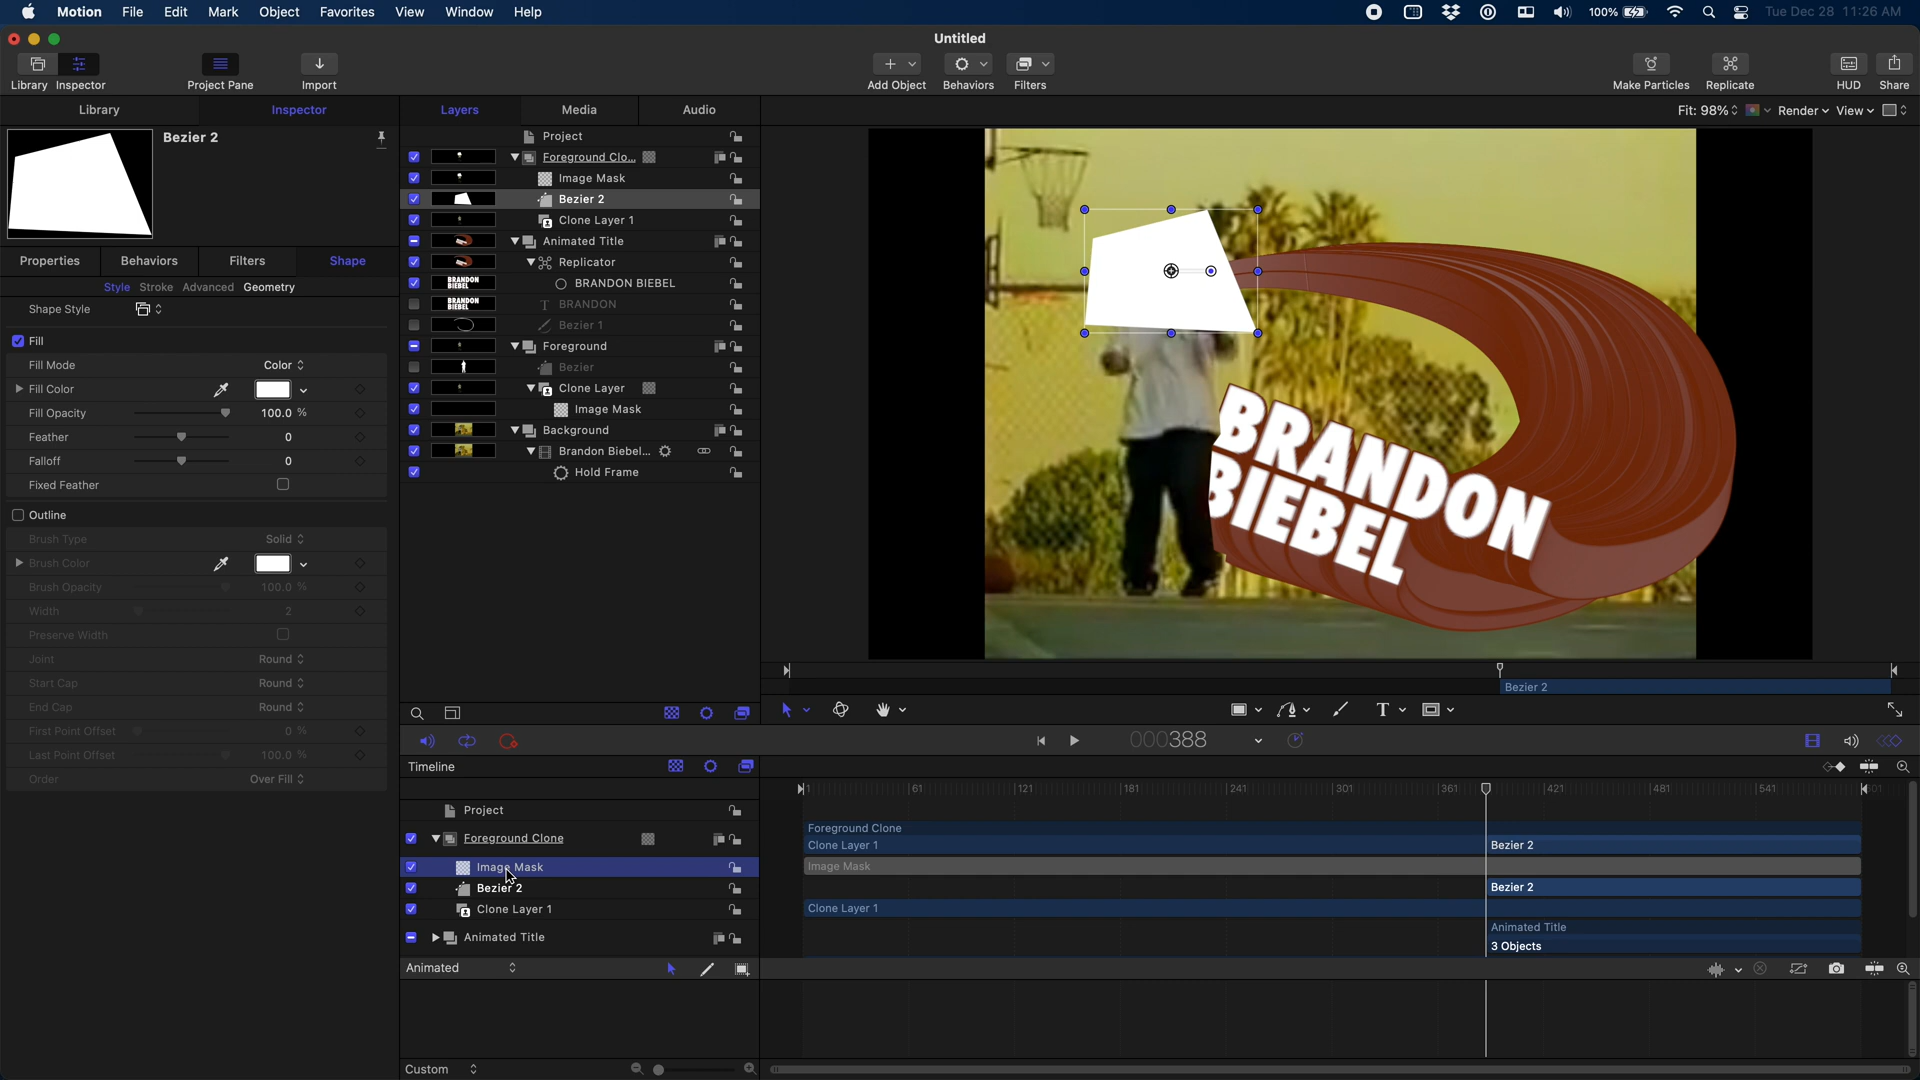 Motion File Edit Mark Object Favorites View Window Help
100% Tue Dec 28 11:26 AM
Untitled
Library Inspector Project Pane Import Add Object Behaviors Filters Make Particles Replicate HUD Share
Library Inspector Layers Media Audio Fit: 98% Render View
Bezier 2
Properties Behaviors Filters Shape
Style Stroke Advanced Geometry
Shape Style
Fill
Fill Mode Color
Fill Color
Fill Opacity 100.0 %
Feather 0
Falloff 0
Fixed Feather
Outline
Brush Type Solid
Brush Color
Brush Opacity 100.0 %
Width 2
Preserve Width
Joint Round
Start Cap Round
End Cap Round
First Point Offset 0 %
Last Point Offset 100.0 %
Order Over Fill
Project
Foreground Clo...
Image Mask
Bezier 2
Clone Layer 1
Animated Title
Replicator
BRANDON BIEBEL
BRANDON BIEBEL
BRANDON
BRANDON BIEBEL
Bezier 1
Foreground
Bezier
Clone Layer
Image Mask
Background
Brandon Biebel...
Hold Frame
BRANDON
BIEBEL
Bezier 2
T
000388
Timeline
1 61 121 181 241 301 361 421 481 541 601
Project
Foreground Clone
Image Mask
Bezier 2
Clone Layer 1
Animated Title
Foreground Clone
Clone Layer 1 Bezier 2
Image Mask
Bezier 2
Clone Layer 1
Animated Title
3 Objects
Animated
Custom